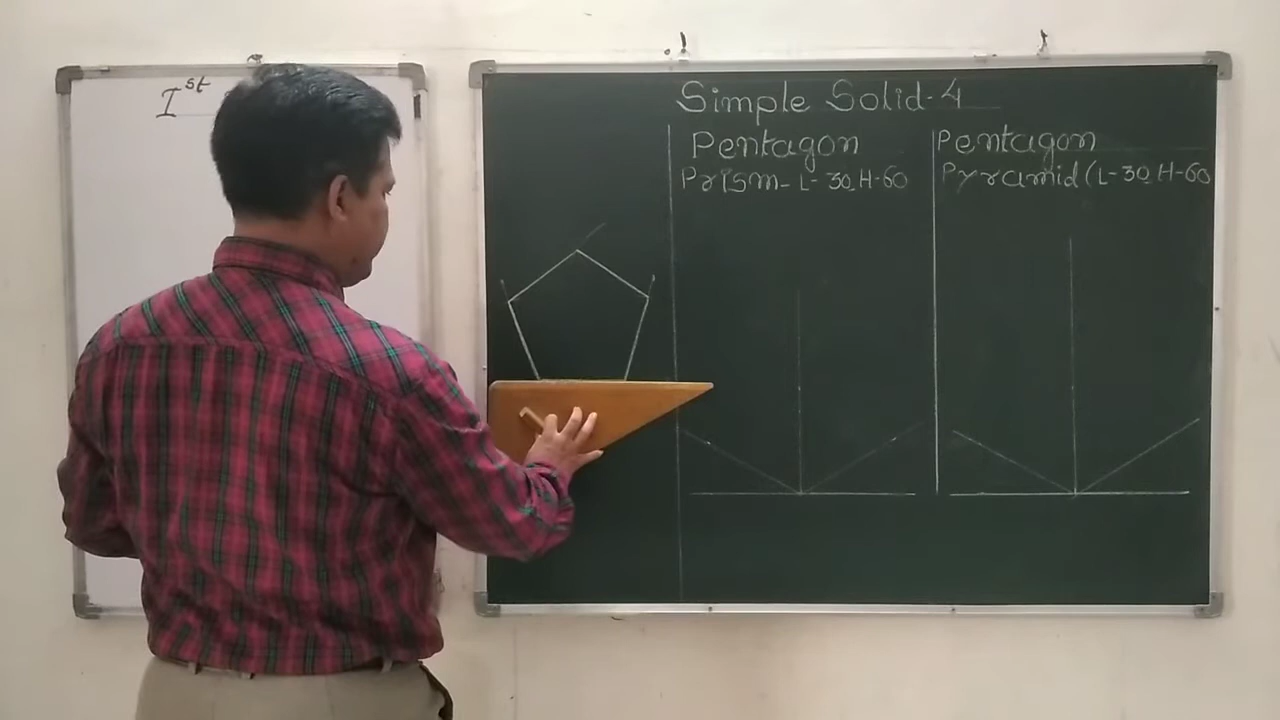 Ist
Simple Solid-4
Pentagon
Prism- L-30, H-60
Pentagon
Pyramid (L-30, H-60